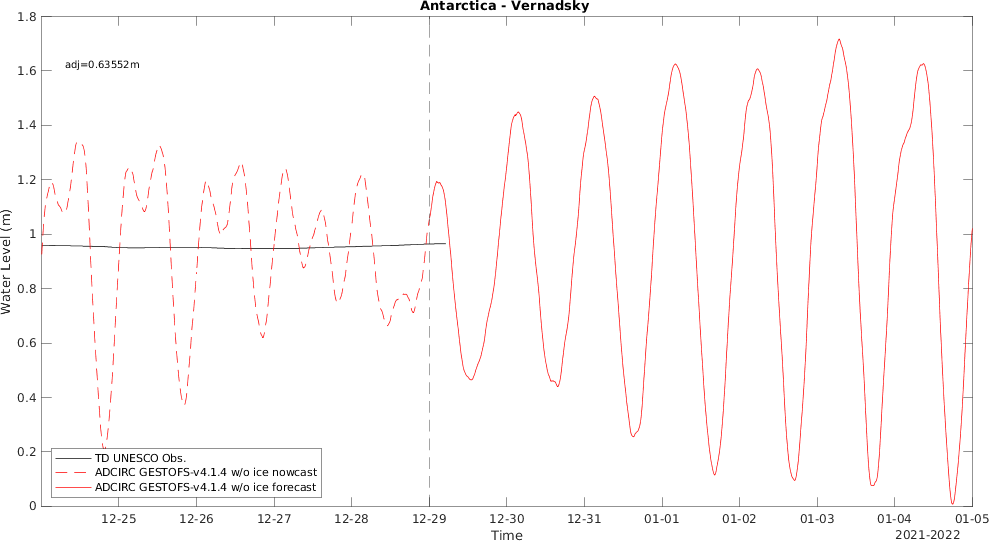 Antarctica - Vernadsky
adj=0.63552m
Water Level (m)
1.8
1.6
1.4
1.2
1
0.8
0.6
0.4
0.2
0
TD UNESCO Obs.
ADCIRC GESTOFS-v4.1.4 w/o ice nowcast
ADCIRC GESTOFS-v4.1.4 w/o ice forecast
12-25 12-26 12-27 12-28 12-29 12-30 12-31 01-01 01-02 01-03 01-04 01-05
Time
2021-2022